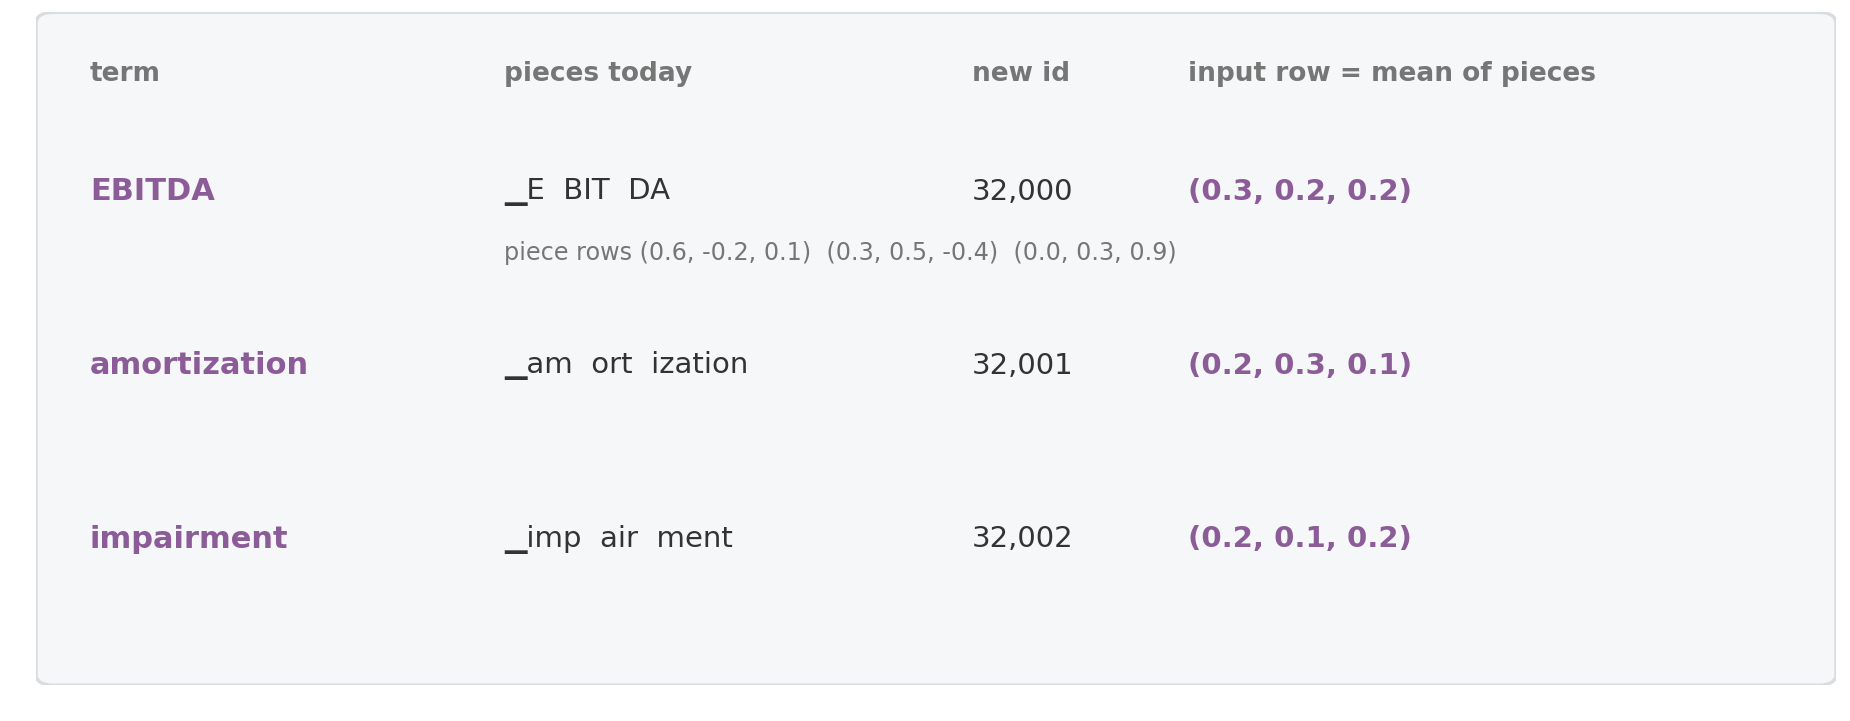 term pieces today new id input row = mean of pieces
EBITDA ▁E BIT DA 32,000 (0.3, 0.2, 0.2)
piece rows (0.6, -0.2, 0.1) (0.3, 0.5, -0.4) (0.0, 0.3, 0.9)
amortization ▁am ort ization 32,001 (0.2, 0.3, 0.1)
impairment ▁imp air ment 32,002 (0.2, 0.1, 0.2)